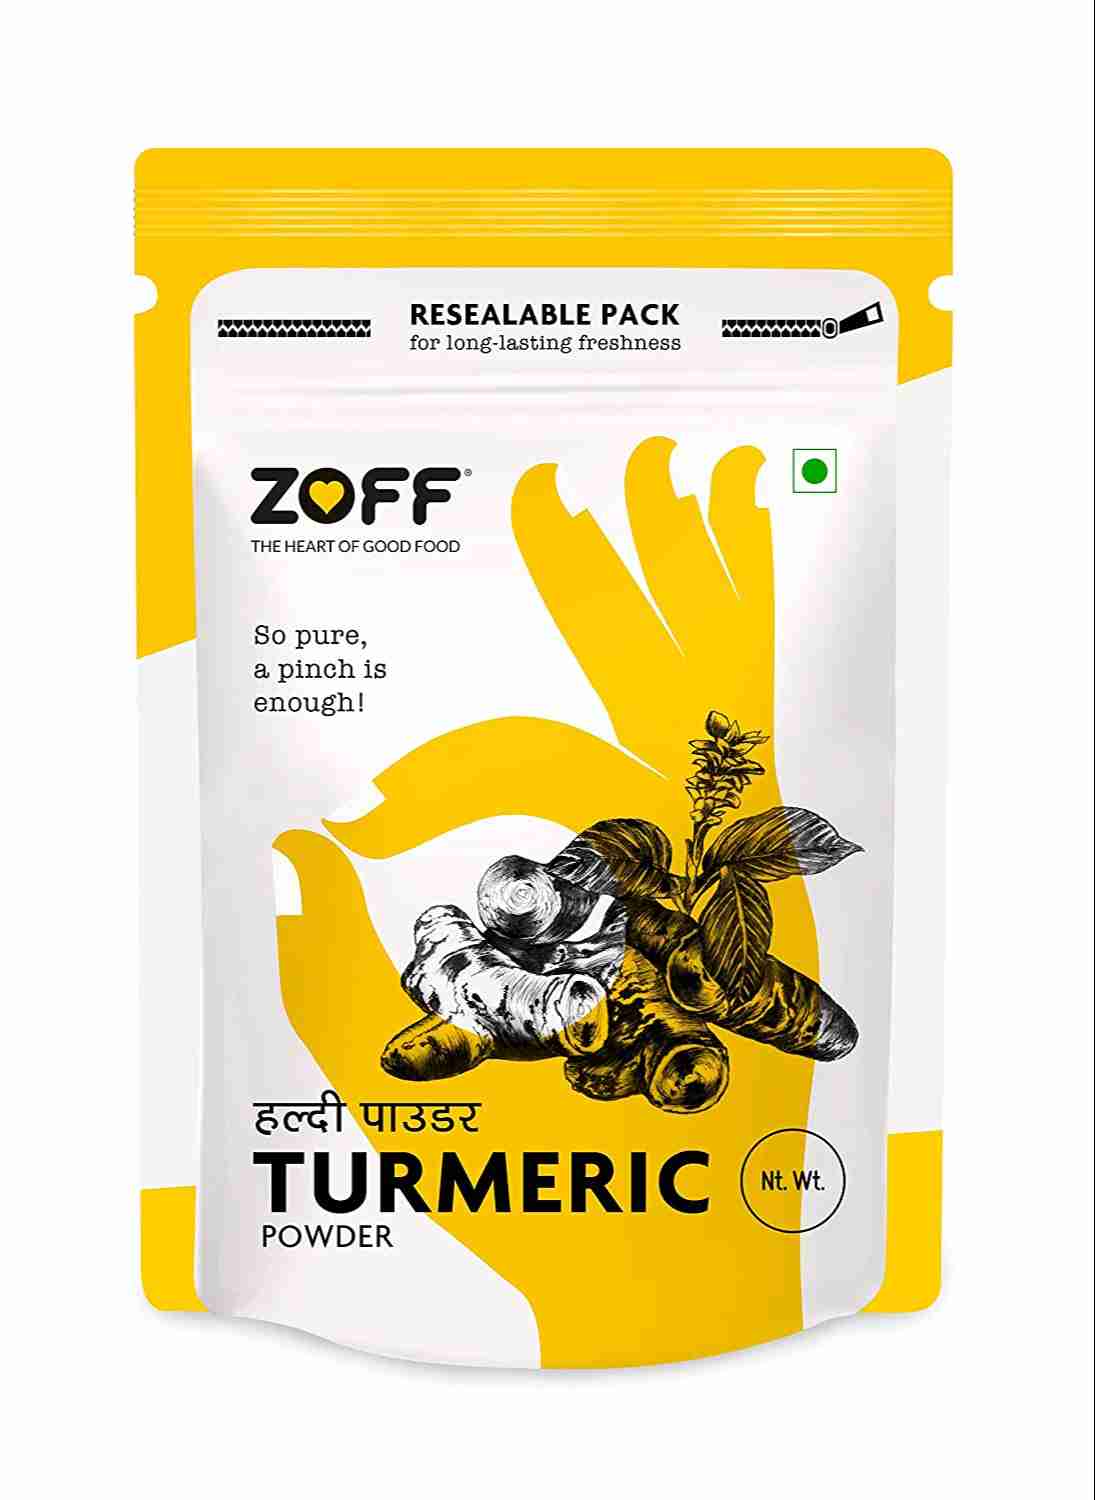 RESEALABLE PACK
for long-lasting freshness
ZOFF®
THE HEART OF GOOD FOOD
So pure,
a pinch is
enough!
हल्दी पाउडर
TURMERIC
POWDER
Nt. Wt.